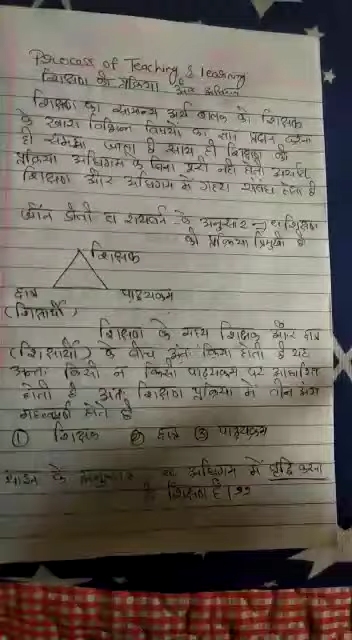 Process of Teaching & learning
शिक्षण की प्रक्रिया और अधिगम
शिक्षण का सामान्य अर्थ बालक को शिक्षक
के द्वारा विभिन्न विषयों का ज्ञान प्रदान करना
ही समझा जाता है साथ ही शिक्षण की
प्रक्रिया अधिगम के बिना पूरी नही होती अर्थात
शिक्षण और अधिगम में गहरा संबंध होता है
के अनुसार शिक्षण
की प्रक्रिया त्रिमुखी है
शिक्षक
छात्र पाठ्यक्रम
(शिक्षार्थी)
शिक्षण के मध्य शिक्षक और छात्र
(शिक्षार्थी) के बीच अंतः क्रिया होती है यह
अन्तः किसी न किसी पाठ्यक्रम पर आधारित
होती है अतः शिक्षण प्रक्रिया में तीन अंग
महत्वपूर्ण होते है
① शिक्षक ② छात्र ③ पाठ्यक्रम
के अनुसार अधिगम में वृद्धि करना
शिक्षण है।"